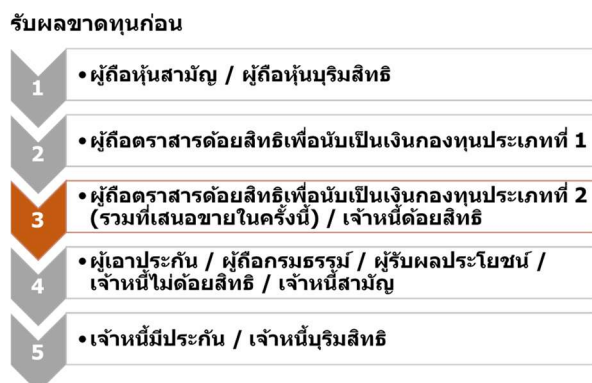 รับผลขาดทุนก่อน
1
•ผู้ถือหุ้นสามัญ / ผู้ถือหุ้นบุริมสิทธิ
2
•ผู้ถือตราสารด้อยสิทธิเพื่อนับเป็นเงินกองทุนประเภทที่ 1
3
•ผู้ถือตราสารด้อยสิทธิเพื่อนับเป็นเงินกองทุนประเภทที่ 2
(รวมที่เสนอขายในครั้งนี้) / เจ้าหนี้ด้อยสิทธิ
4
•ผู้เอาประกัน / ผู้ถือกรมธรรม์ / ผู้รับผลประโยชน์ /
เจ้าหนี้ไม่ด้อยสิทธิ / เจ้าหนี้สามัญ
5
•เจ้าหนี้มีประกัน / เจ้าหนี้บุริมสิทธิ